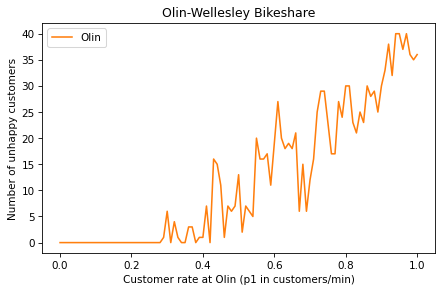 Olin-Wellesley Bikeshare
Olin
Number of unhappy customers
40
35
30
25
20
15
10
5
0
0.0 0.2 0.4 0.6 0.8 1.0
Customer rate at Olin (p1 in customers/min)